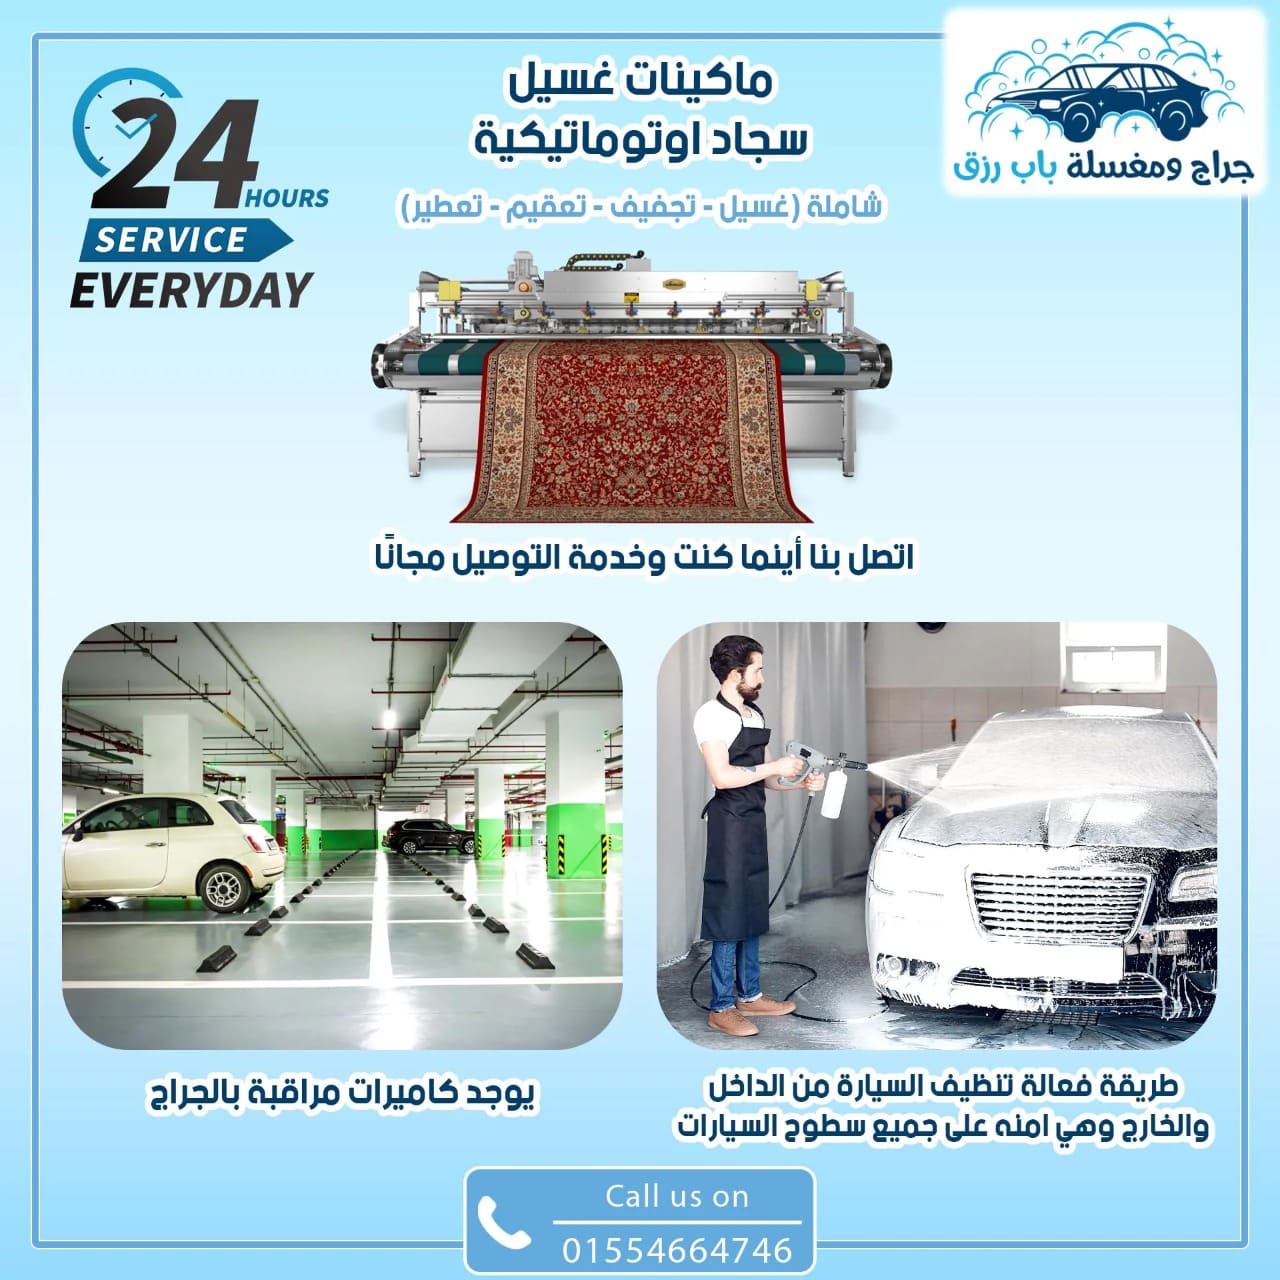 جراج ومغسلة باب رزق
ماكينات غسيل
سجاد اوتوماتيكية
شاملة (غسيل - تجفيف - تعقيم - تعطير)
24
HOURS
SERVICE
EVERYDAY
اتصل بنا أينما كنت وخدمة التوصيل مجانًا
طريقة فعالة تنظيف السيارة من الداخل
والخارج وهي امنه على جميع سطوح السيارات
يوجد كاميرات مراقبة بالجراج
Call us on
01554664746